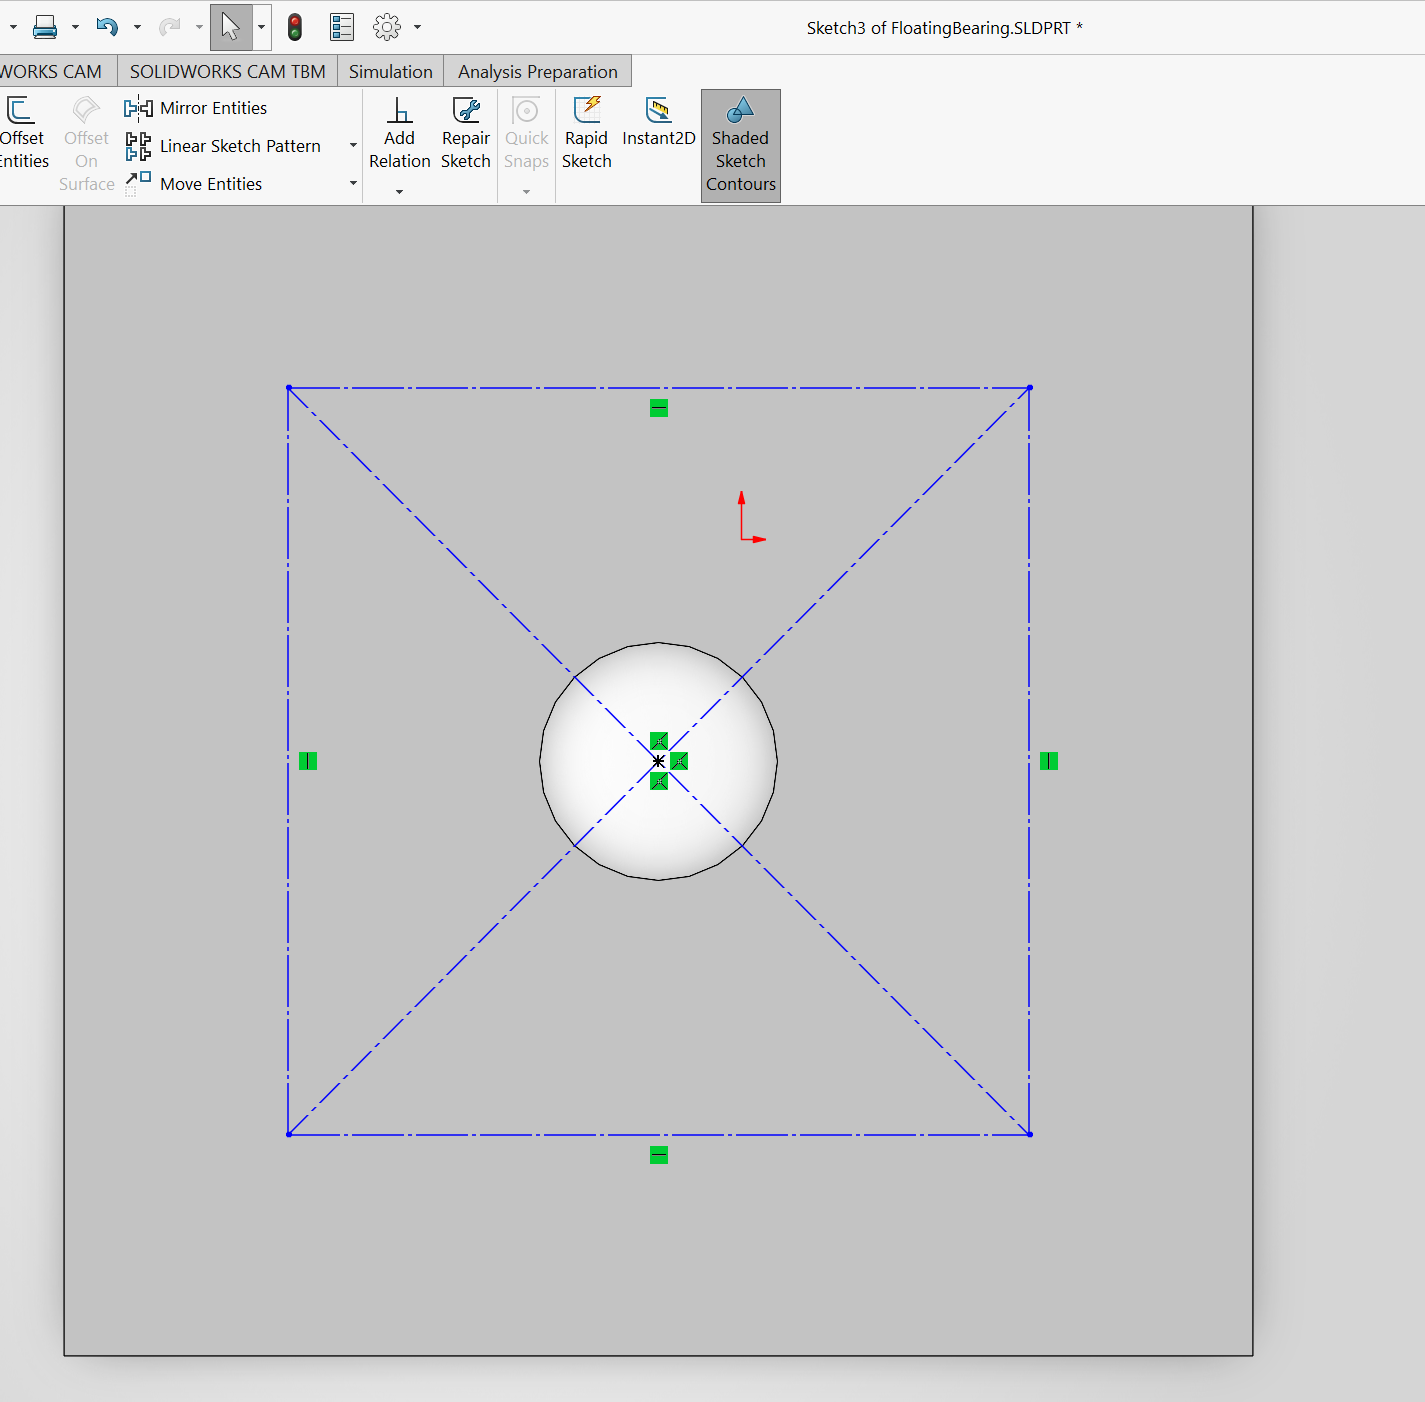 Sketch3 of FloatingBearing.SLDPRT *
WORKS CAM
SOLIDWORKS CAM TBM
Simulation
Analysis Preparation
Offset
Entities
Offset
On
Surface
Mirror Entities
Linear Sketch Pattern
Move Entities
Add
Relation
Repair
Sketch
Quick
Snaps
Rapid
Sketch
Instant2D
Shaded
Sketch
Contours